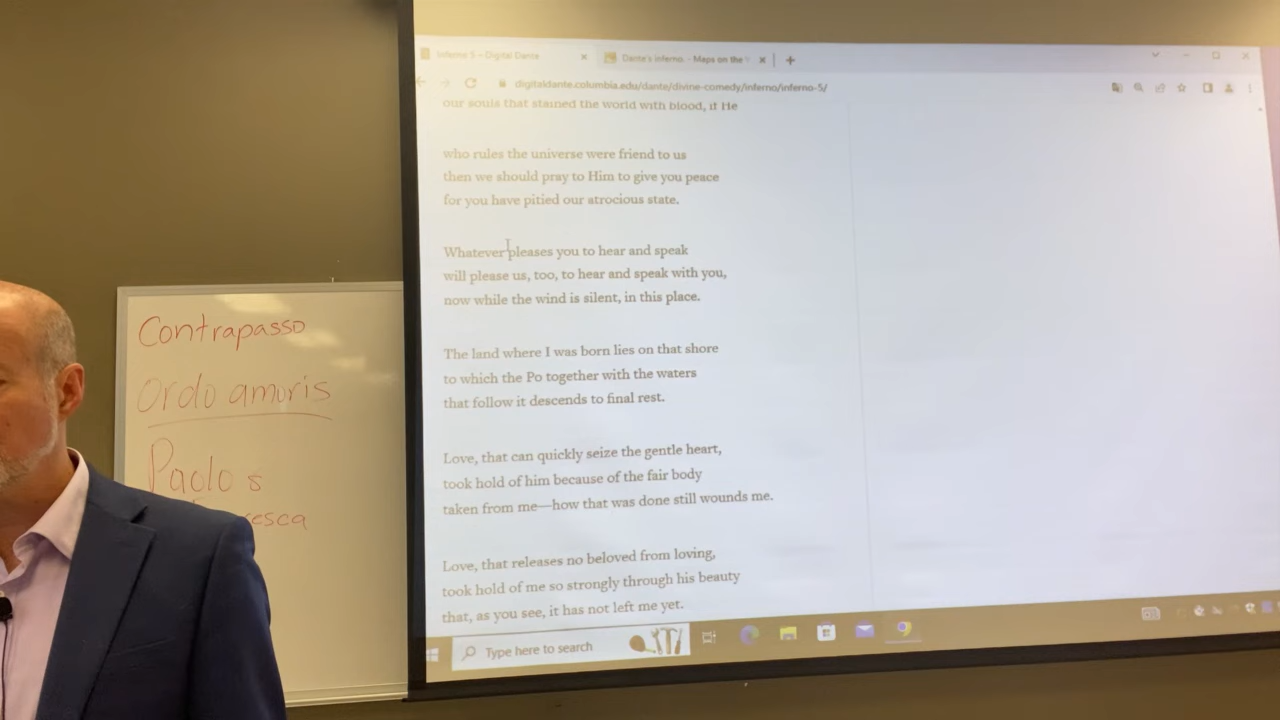 Inferno 5 – Digital Dante
Dante's inferno - Maps on the
digitaldante.columbia.edu/dante/divine-comedy/inferno/inferno-5/
our souls that stained the world with blood, if He
who rules the universe were friend to us
then we should pray to Him to give you peace
for you have pitied our atrocious state.
Whatever pleases you to hear and speak
will please us, too, to hear and speak with you,
now while the wind is silent, in this place.
The land where I was born lies on that shore
to which the Po together with the waters
that follow it descends to final rest.
Love, that can quickly seize the gentle heart,
took hold of him because of the fair body
taken from me—how that was done still wounds me.
Love, that releases no beloved from loving,
took hold of me so strongly through his beauty
that, as you see, it has not left me yet.
Type here to search
Contrapasso
Ordo amoris
Paolo
esca